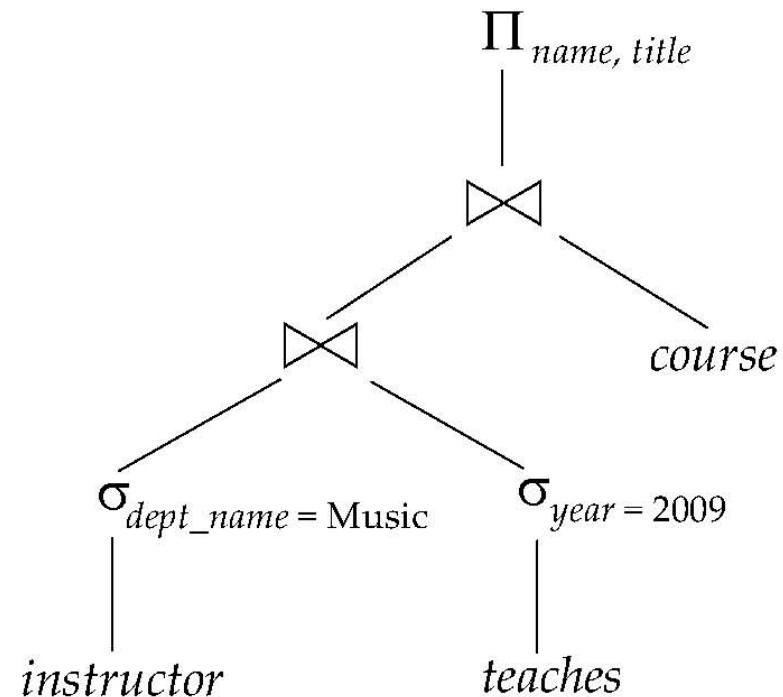 Π name, title
⋈
⋈
course
σ dept_name = Music
σ year = 2009
instructor
teaches